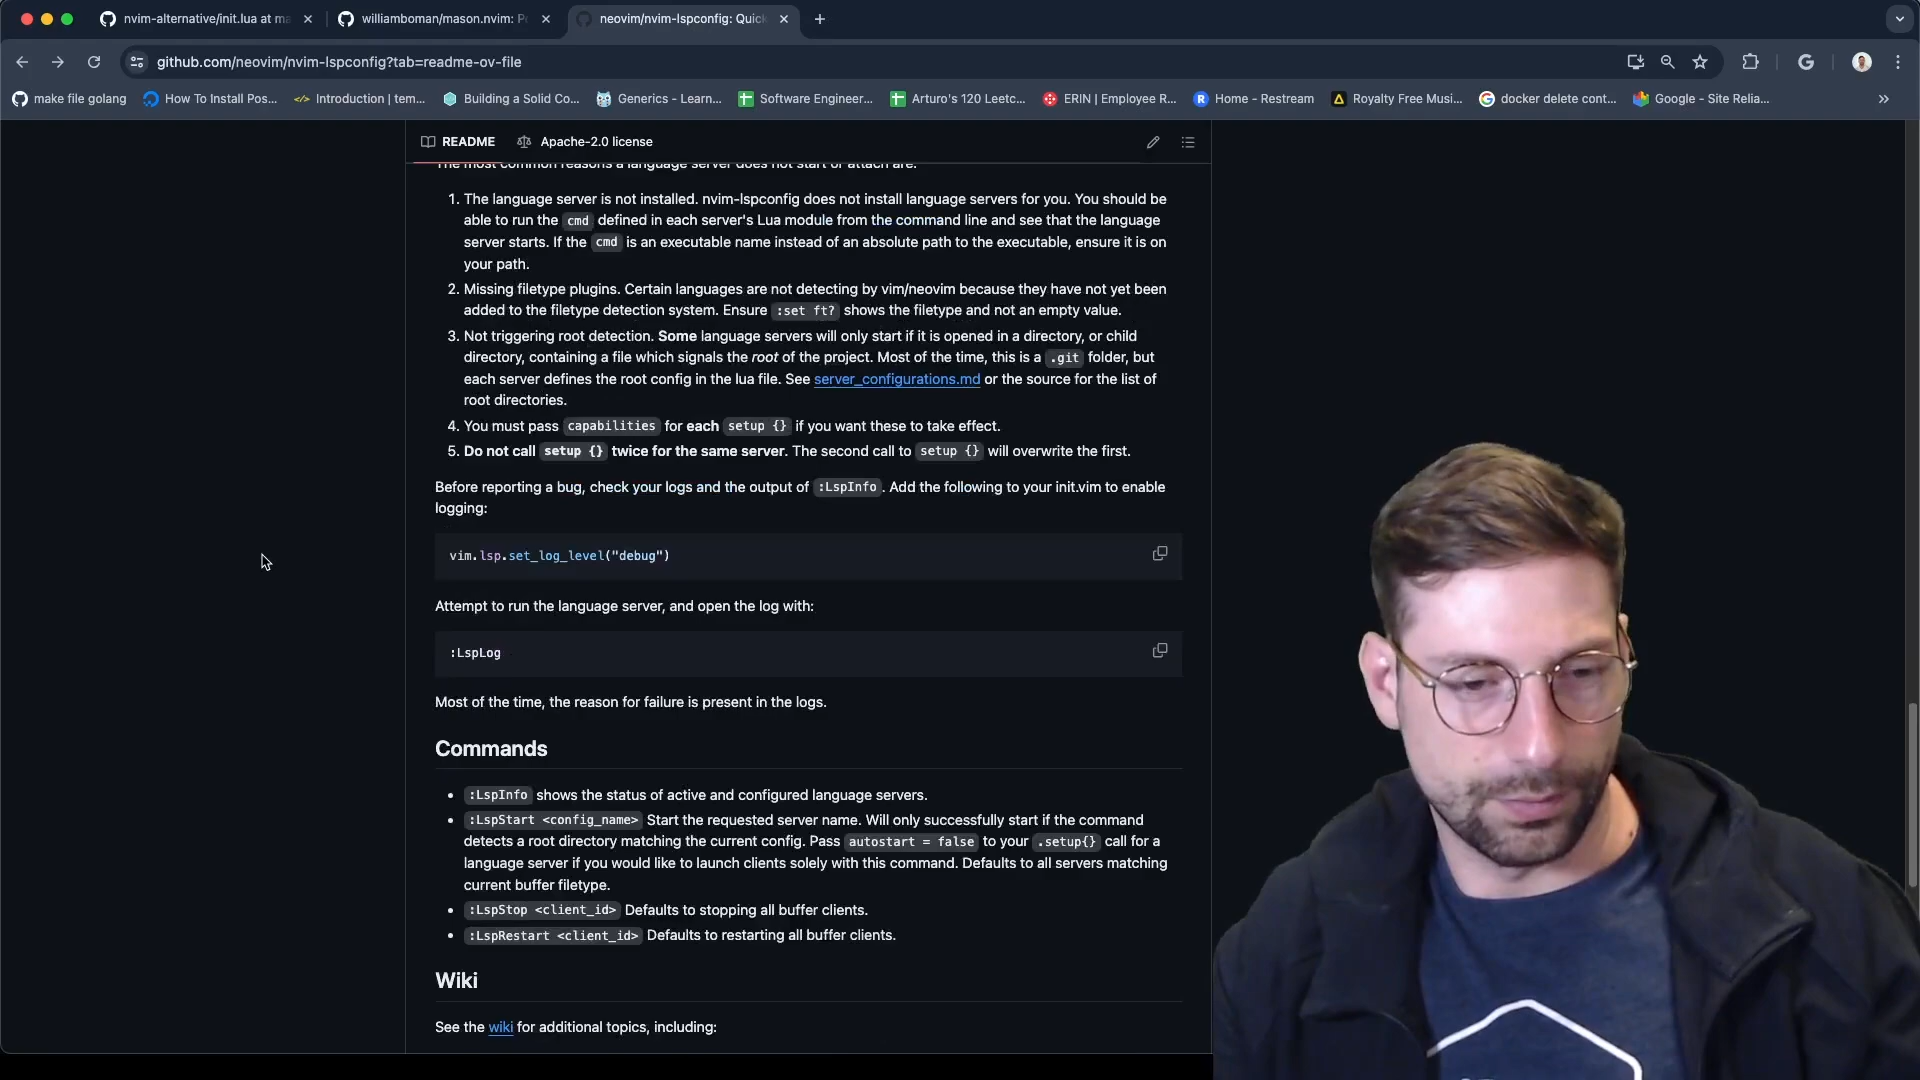 nvim-alternative/init.lua at ma
williamboman/mason.nvim: Po
neovim/nvim-lspconfig: Quick
github.com/neovim/nvim-lspconfig?tab=readme-ov-file
make file golang
How To Install Pos...
Introduction | tem...
Building a Solid Co...
Generics - Learn...
Software Engineer...
Arturo's 120 Leetc...
ERIN | Employee R...
Home - Restream
Royalty Free Musi...
docker delete cont...
Google - Site Relia...
README
Apache-2.0 license
The most common reasons a language server does not start or attach are:
1. The language server is not installed. nvim-lspconfig does not install language servers for you. You should be
able to run the cmd defined in each server's Lua module from the command line and see that the language
server starts. If the cmd is an executable name instead of an absolute path to the executable, ensure it is on
your path.
2. Missing filetype plugins. Certain languages are not detecting by vim/neovim because they have not yet been
added to the filetype detection system. Ensure :set ft? shows the filetype and not an empty value.
3. Not triggering root detection. Some language servers will only start if it is opened in a directory, or child
directory, containing a file which signals the root of the project. Most of the time, this is a .git folder, but
each server defines the root config in the lua file. See server_configurations.md or the source for the list of
root directories.
4. You must pass capabilities for each setup {} if you want these to take effect.
5. Do not call setup {} twice for the same server. The second call to setup {} will overwrite the first.
Before reporting a bug, check your logs and the output of :LspInfo. Add the following to your init.vim to enable
logging:
vim.lsp.set_log_level("debug")
Attempt to run the language server, and open the log with:
:LspLog
Most of the time, the reason for failure is present in the logs.
Commands
• :LspInfo shows the status of active and configured language servers.
• :LspStart <config_name> Start the requested server name. Will only successfully start if the command
detects a root directory matching the current config. Pass autostart = false to your .setup{} call for a
language server if you would like to launch clients solely with this command. Defaults to all servers matching
current buffer filetype.
• :LspStop <client_id> Defaults to stopping all buffer clients.
• :LspRestart <client_id> Defaults to restarting all buffer clients.
Wiki
See the wiki for additional topics, including: